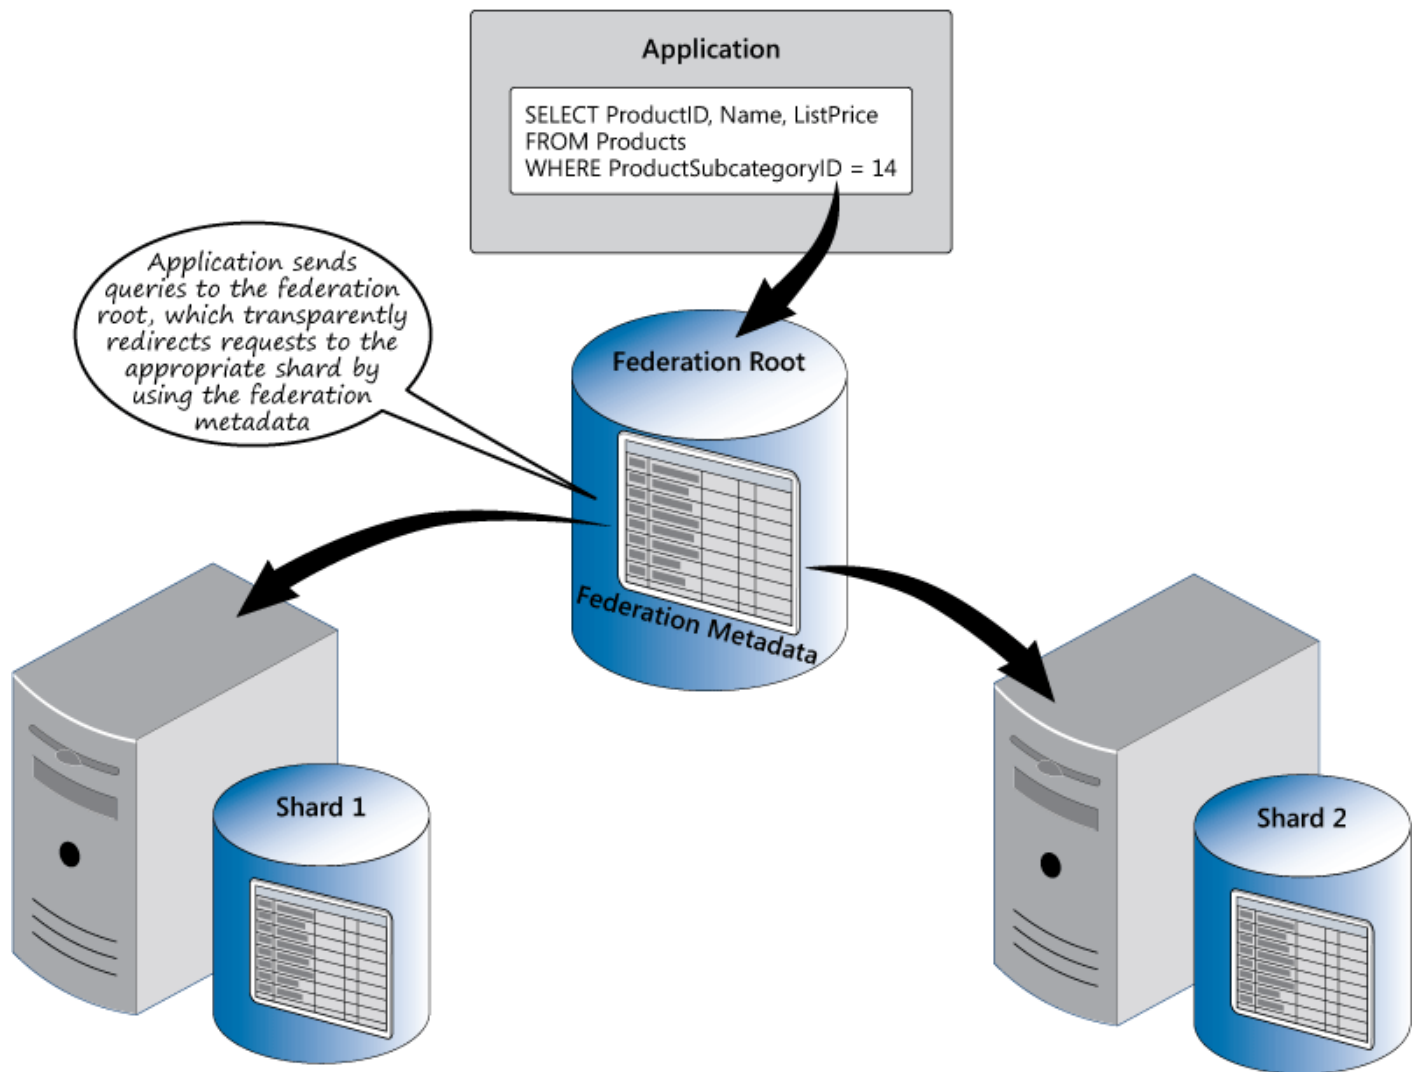 Application
SELECT ProductID, Name, ListPrice
FROM Products
WHERE ProductSubcategoryID = 14
Application sends
queries to the federation
root, which transparently
redirects requests to the
appropriate shard by
using the federation
metadata
Federation Root
Federation Metadata
Shard 1
Shard 2